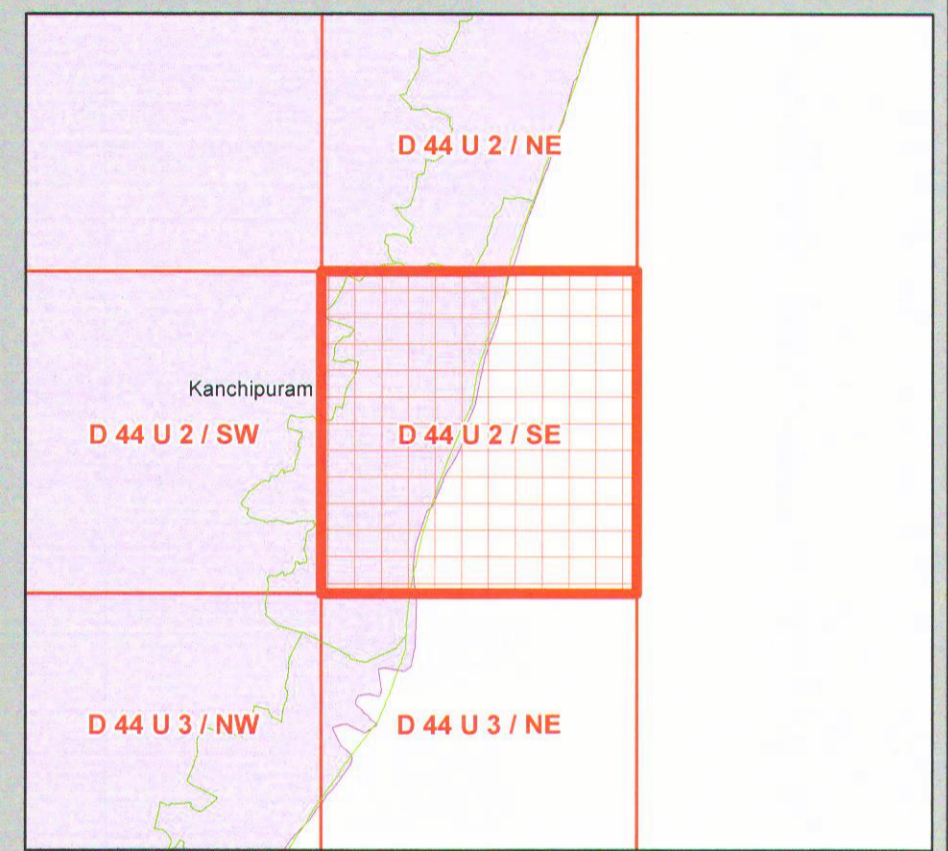 D 44 U 2 / NE
Kanchipuram
D 44 U 2 / SW
D 44 U 2 / SE
D 44 U 3 / NW
D 44 U 3 / NE